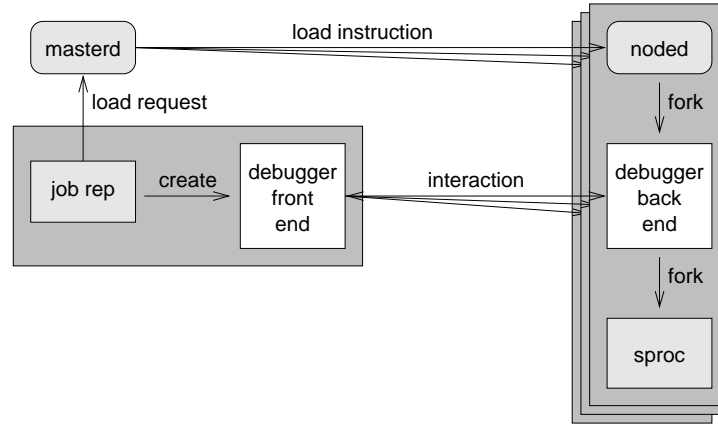 load instruction
masterd
noded
load request
fork
job rep
create
debugger
front
end
interaction
debugger
back
end
fork
sproc